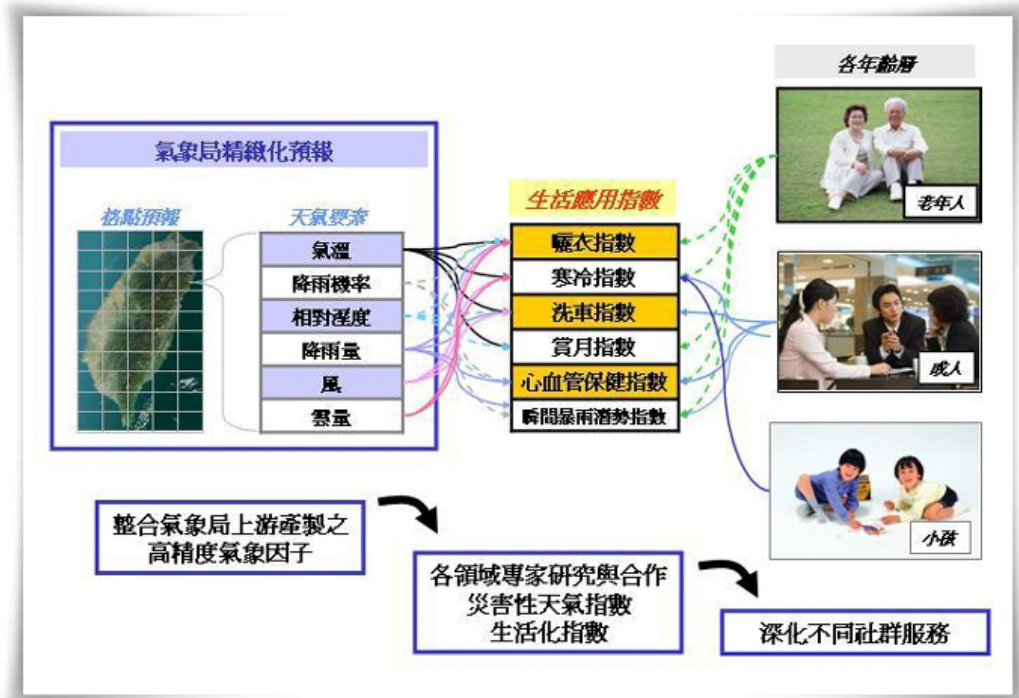 各年齡層
氣象局精緻化預報
格點預報
天氣要素
生活應用指數
氣溫
降雨機率
相對溼度
降雨量
風
雲量
曬衣指數
寒冷指數
洗車指數
賞月指數
心血管保健指數
瞬間暴雨潛勢指數
老年人
成人
小孩
整合氣象局上游產製之
高精度氣象因子
各領域專家研究與合作
災害性天氣指數
生活化指數
深化不同社群服務